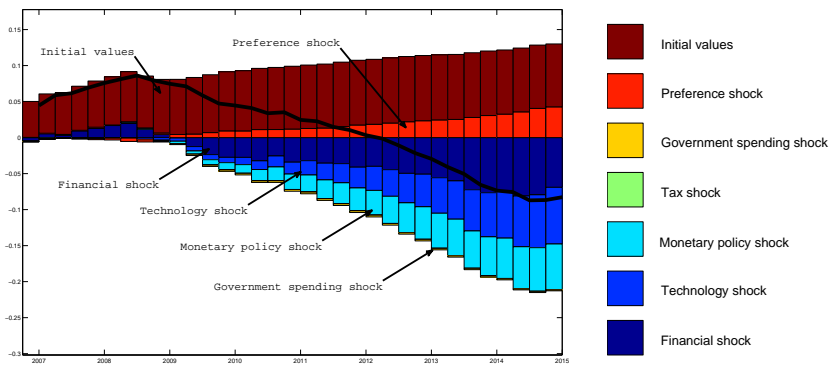 0.15
0.1
0.05
0
−0.05
−0.1
−0.15
−0.2
−0.25
−0.3
2007 2008 2009 2010 2011 2012 2013 2014 2015
Initial values
Preference shock
Financial shock
Technology shock
Monetary policy shock
Government spending shock
Initial values
Preference shock
Government spending shock
Tax shock
Monetary policy shock
Technology shock
Financial shock